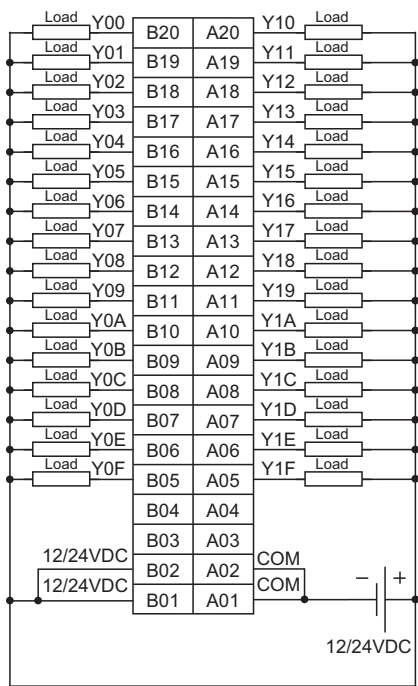 Load Y00 B20 A20 Y10 Load
Load Y01 B19 A19 Y11 Load
Load Y02 B18 A18 Y12 Load
Load Y03 B17 A17 Y13 Load
Load Y04 B16 A16 Y14 Load
Load Y05 B15 A15 Y15 Load
Load Y06 B14 A14 Y16 Load
Load Y07 B13 A13 Y17 Load
Load Y08 B12 A12 Y18 Load
Load Y09 B11 A11 Y19 Load
Load Y0A B10 A10 Y1A Load
Load Y0B B09 A09 Y1B Load
Load Y0C B08 A08 Y1C Load
Load Y0D B07 A07 Y1D Load
Load Y0E B06 A06 Y1E Load
Load Y0F B05 A05 Y1F Load
B04 A04
B03 A03
12/24VDC B02 A02 COM
12/24VDC B01 A01 COM
− +
12/24VDC